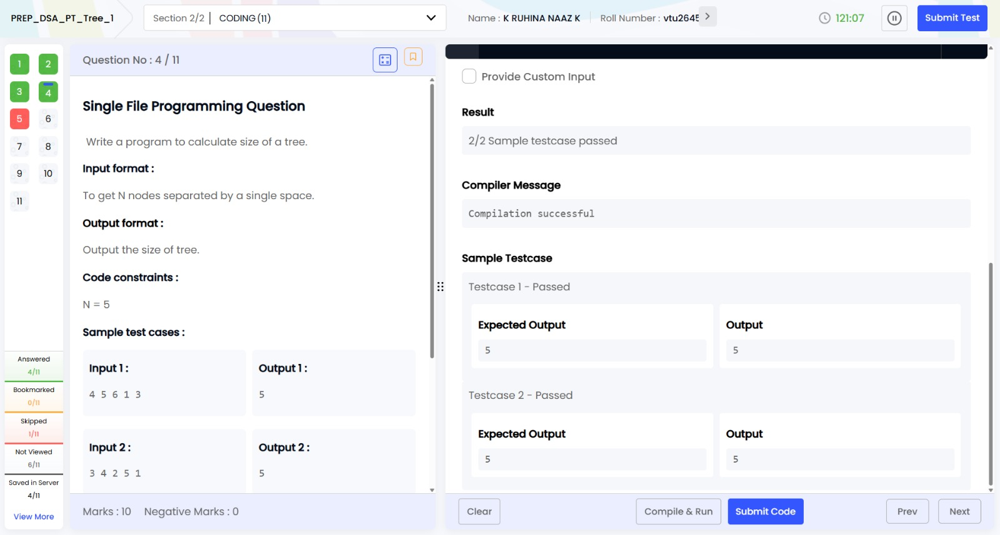 PREP_DSA_PT_Tree_1
Section 2/2 | CODING (11)
Name : K RUHINA NAAZ K
Roll Number : vtu2645
121:07
Submit Test
1 2
3 4
5 6
7 8
9 10
11
Answered
4/11
Bookmarked
0/11
Skipped
1/11
Not Viewed
6/11
Saved in Server
4/11
View More
Question No : 4 / 11
Single File Programming Question
Write a program to calculate size of a tree.
Input format :
To get N nodes separated by a single space.
Output format :
Output the size of tree.
Code constraints :
N = 5
Sample test cases :
Input 1 :
4 5 6 1 3
Output 1 :
5
Input 2 :
3 4 2 5 1
Output 2 :
5
Marks : 10 Negative Marks : 0
Provide Custom Input
Result
2/2 Sample testcase passed
Compiler Message
Compilation successful
Sample Testcase
Testcase 1 - Passed
Expected Output
5
Output
5
Testcase 2 - Passed
Expected Output
5
Output
5
Clear
Compile & Run
Submit Code
Prev
Next